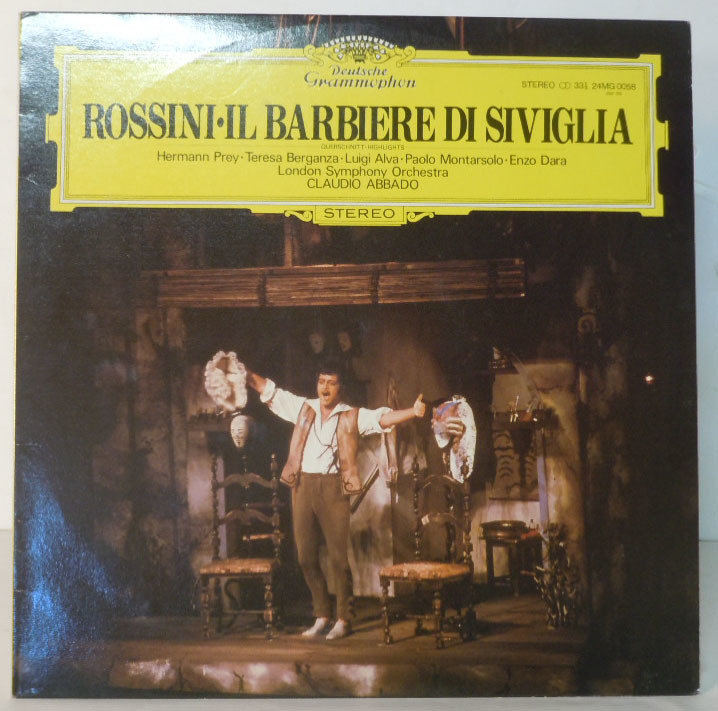 Deutsche
Grammophon
STEREO CD 33⅓ 24MG 0058
ROSSINI·IL BARBIERE DI SIVIGLIA
QUERSCHNITT·HIGHLIGHTS
Hermann Prey·Teresa Berganza·Luigi Alva·Paolo Montarsolo·Enzo Dara
London Symphony Orchestra
CLAUDIO ABBADO
STEREO